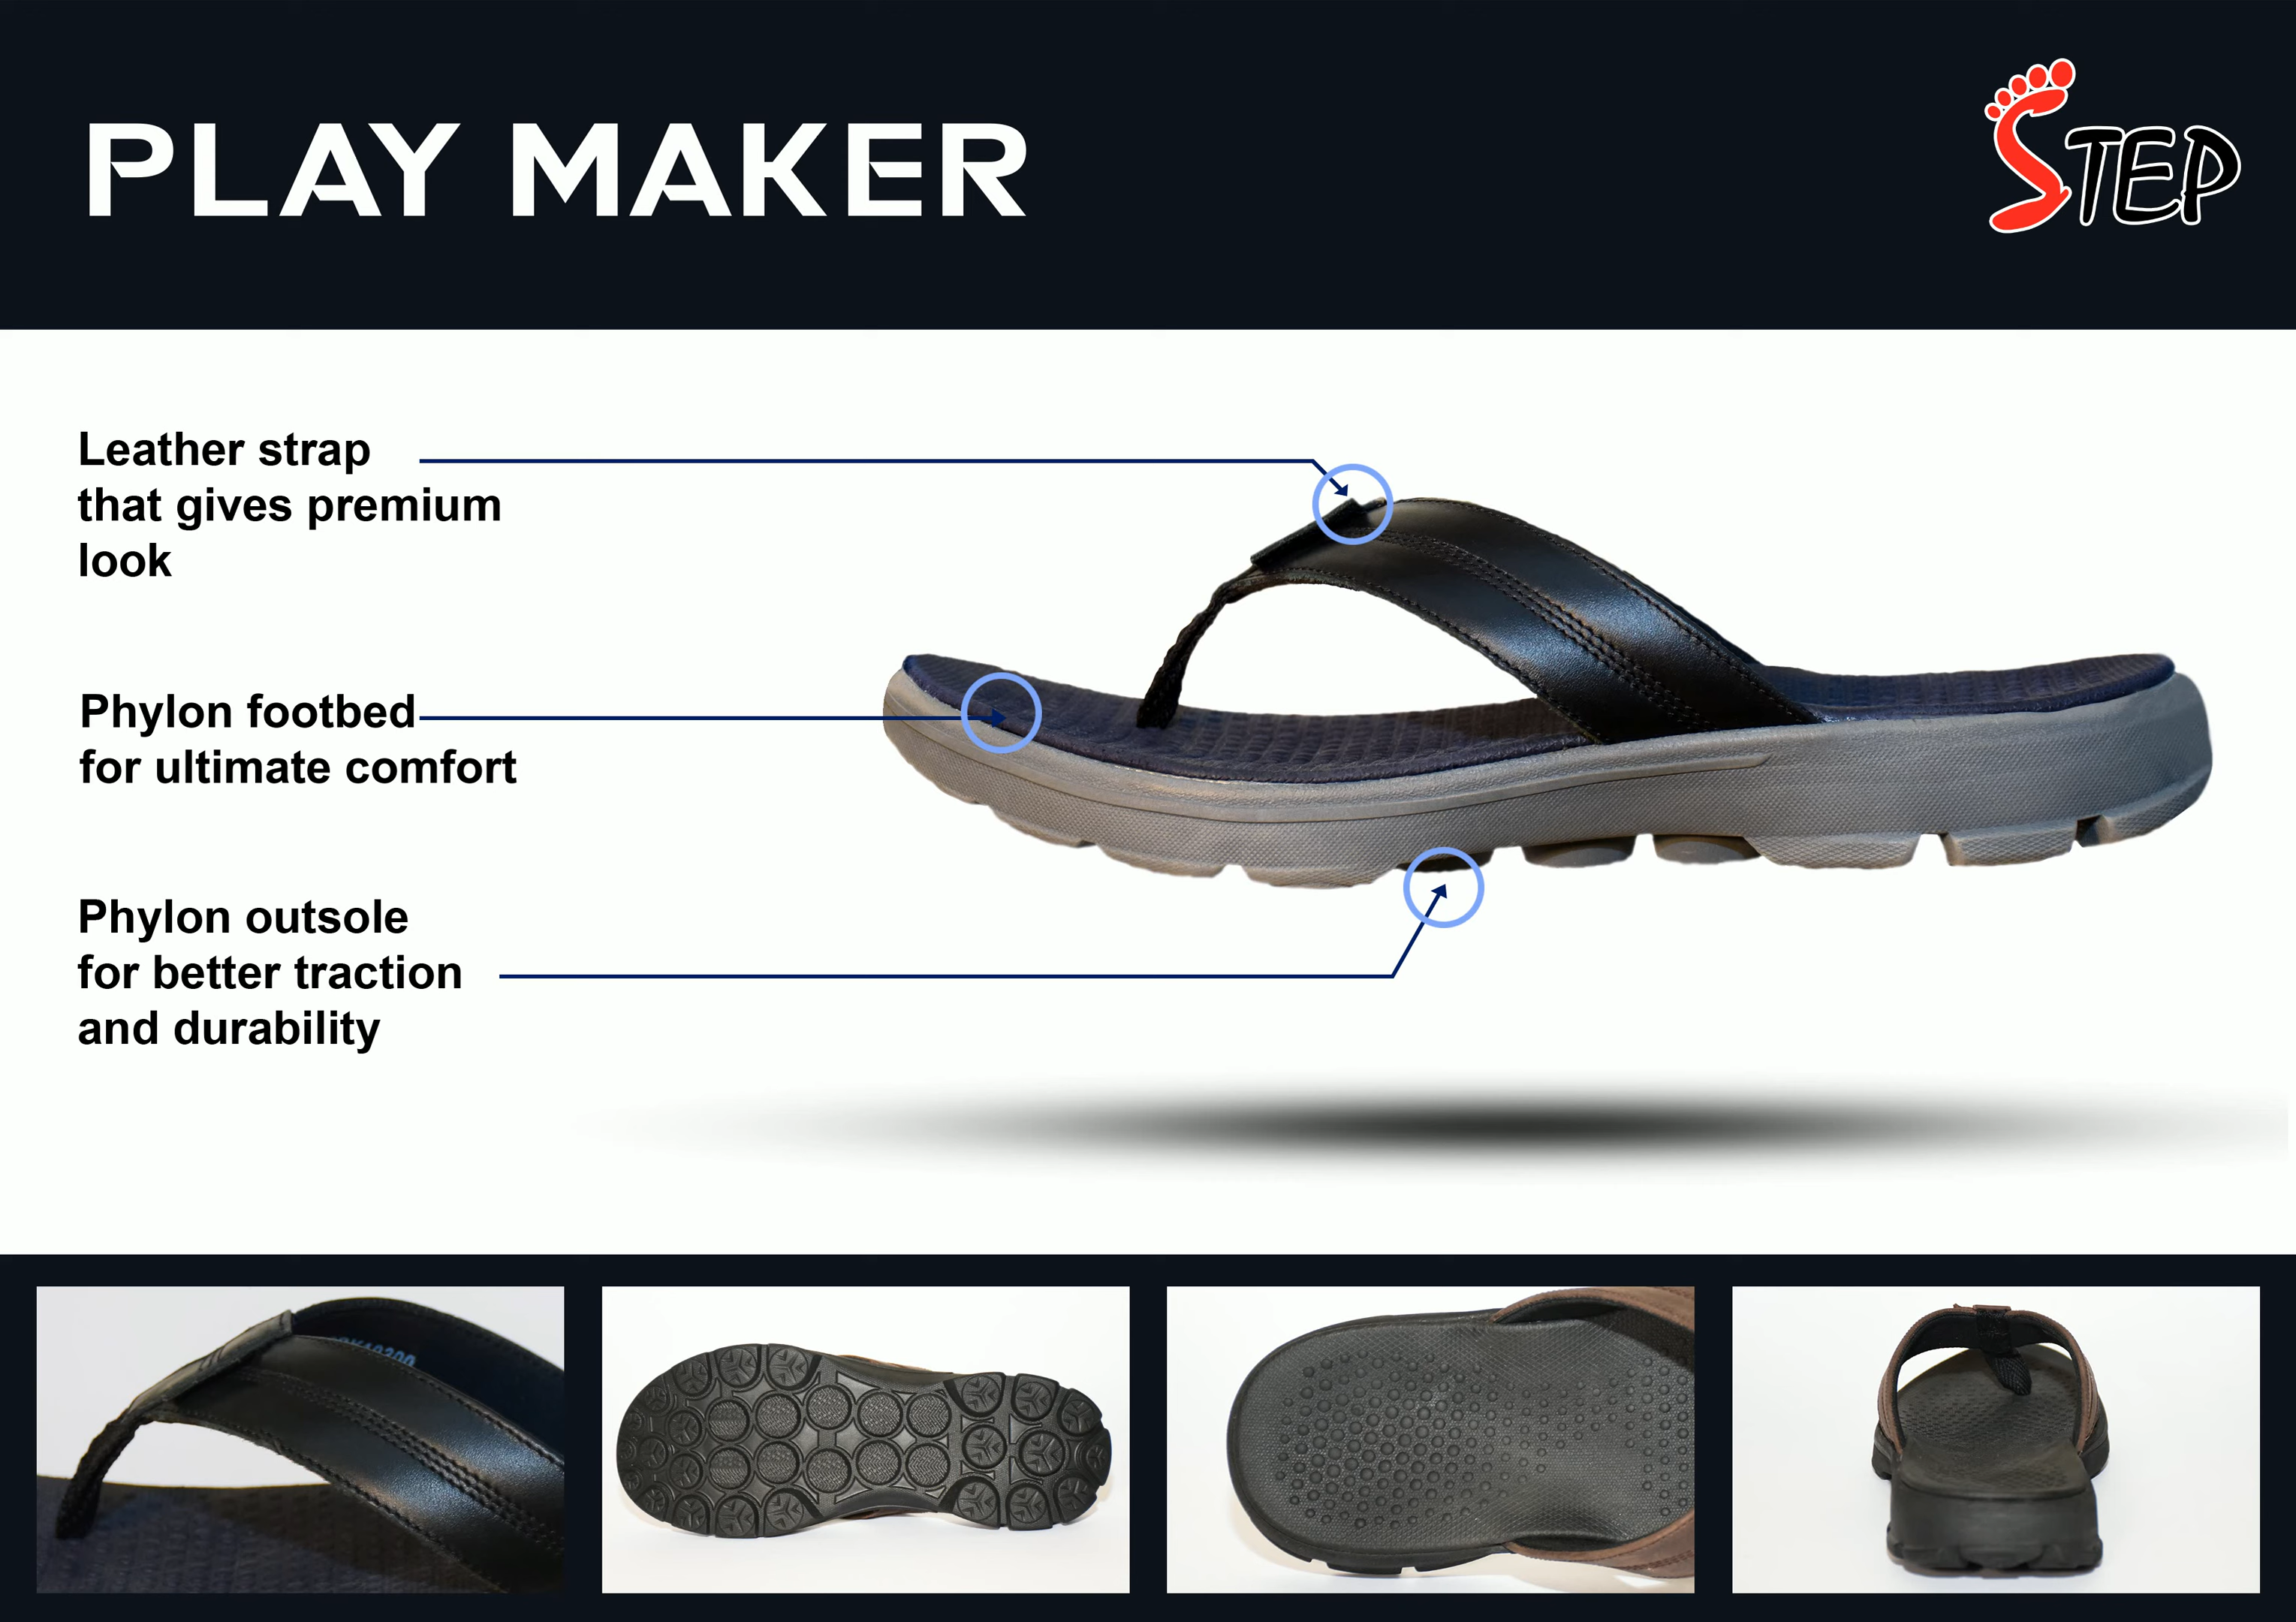 PLAY MAKER
STEP
Leather strap
that gives premium
look
Phylon footbed
for ultimate comfort
Phylon outsole
for better traction
and durability